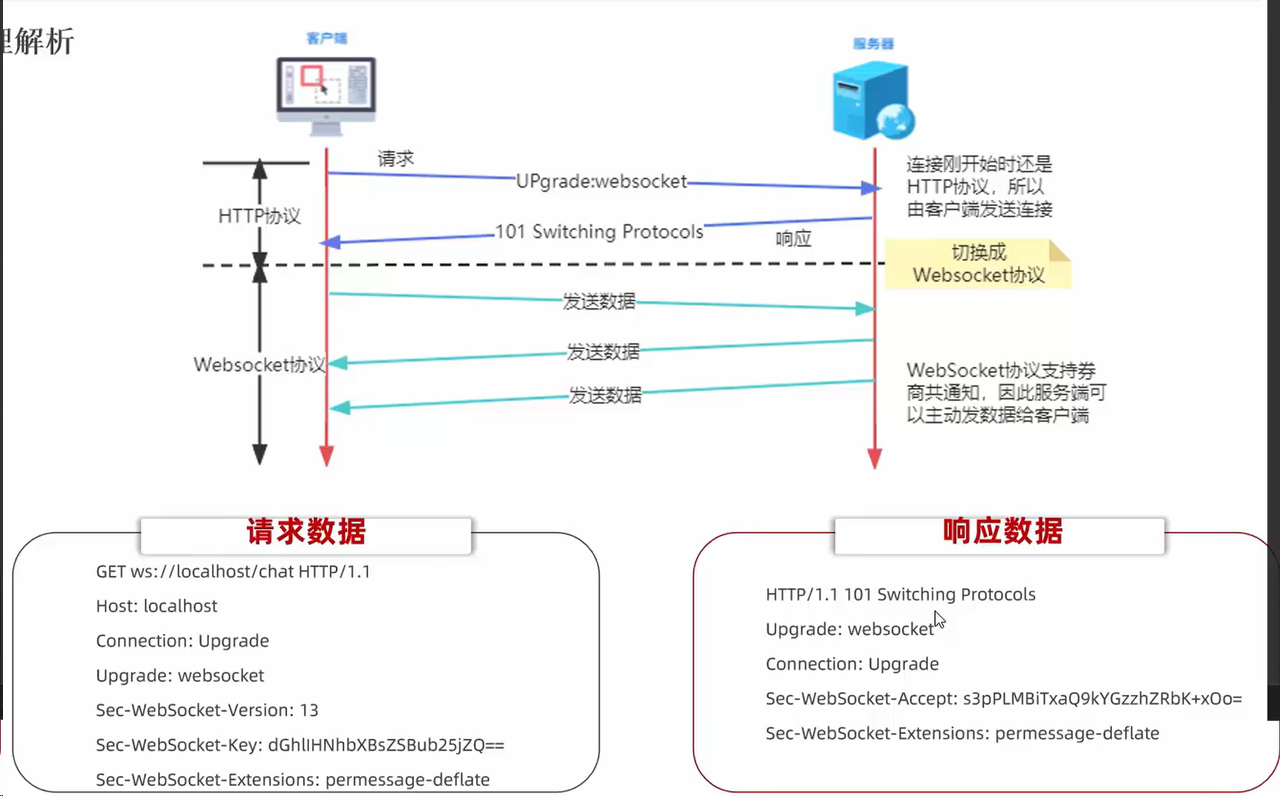 理解析
客户端
服务器
请求
UPgrade:websocket
连接刚开始时还是
HTTP协议，所以
由客户端发送连接
HTTP协议
101 Switching Protocols
响应
切换成
Websocket协议
发送数据
发送数据
Websocket协议
发送数据
WebSocket协议支持券
商共通知，因此服务端可
以主动发数据给客户端
请求数据
GET ws://localhost/chat HTTP/1.1
Host: localhost
Connection: Upgrade
Upgrade: websocket
Sec-WebSocket-Version: 13
Sec-WebSocket-Key: dGhlIHNhbXBsZSBub25jZQ==
Sec-WebSocket-Extensions: permessage-deflate
响应数据
HTTP/1.1 101 Switching Protocols
Upgrade: websocket
Connection: Upgrade
Sec-WebSocket-Accept: s3pPLMBiTxaQ9kYGzzhZRbK+xOo=
Sec-WebSocket-Extensions: permessage-deflate